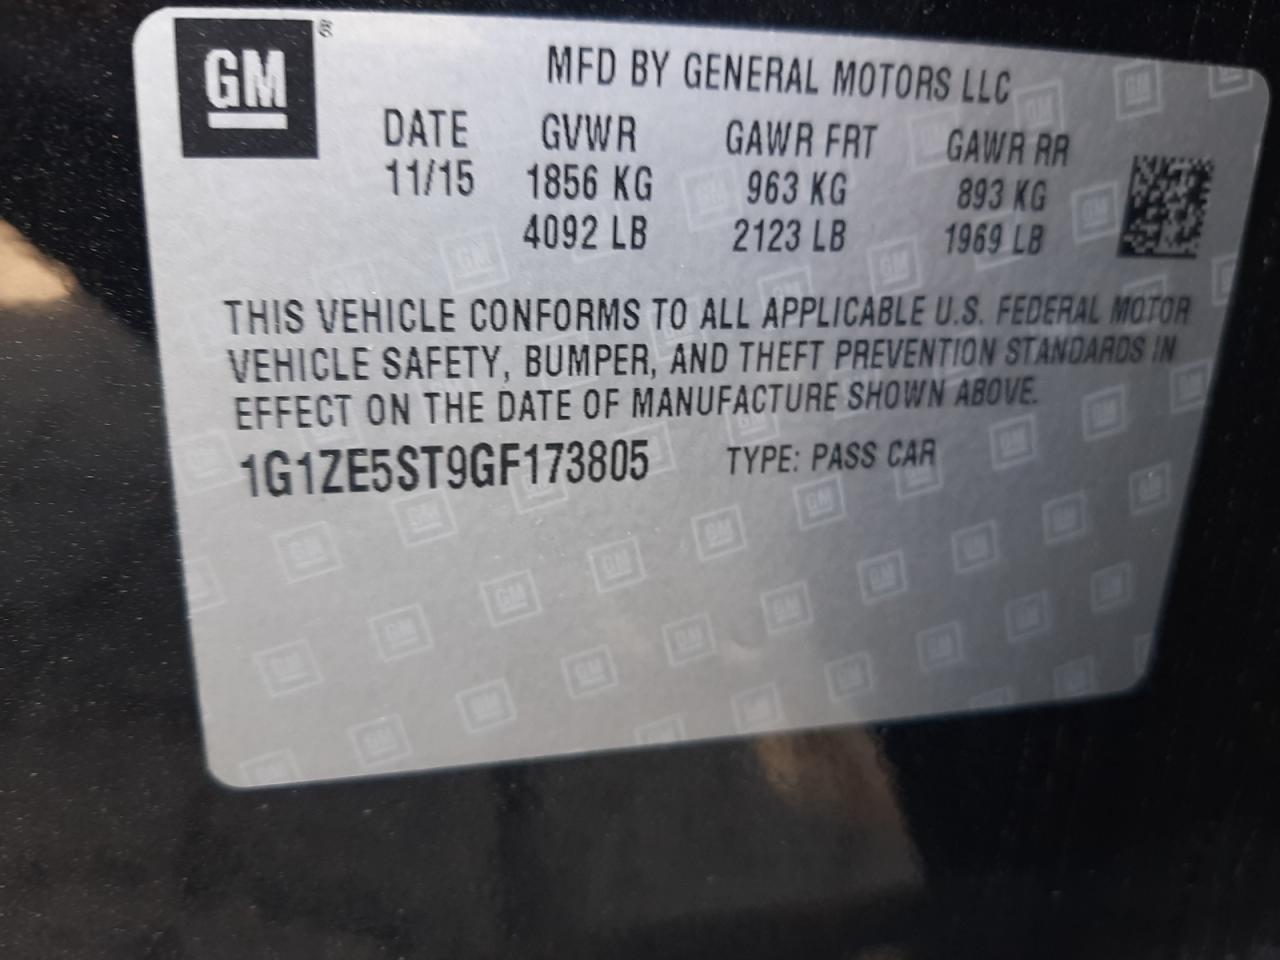 GM
MFD BY GENERAL MOTORS LLC
DATE GVWR GAWR FRT GAWR RR
11/15 1856 KG 963 KG 893 KG
4092 LB 2123 LB 1969 LB
THIS VEHICLE CONFORMS TO ALL APPLICABLE U.S. FEDERAL MOTOR
VEHICLE SAFETY, BUMPER, AND THEFT PREVENTION STANDARDS IN
EFFECT ON THE DATE OF MANUFACTURE SHOWN ABOVE.
1G1ZE5ST9GF173805 TYPE: PASS CAR